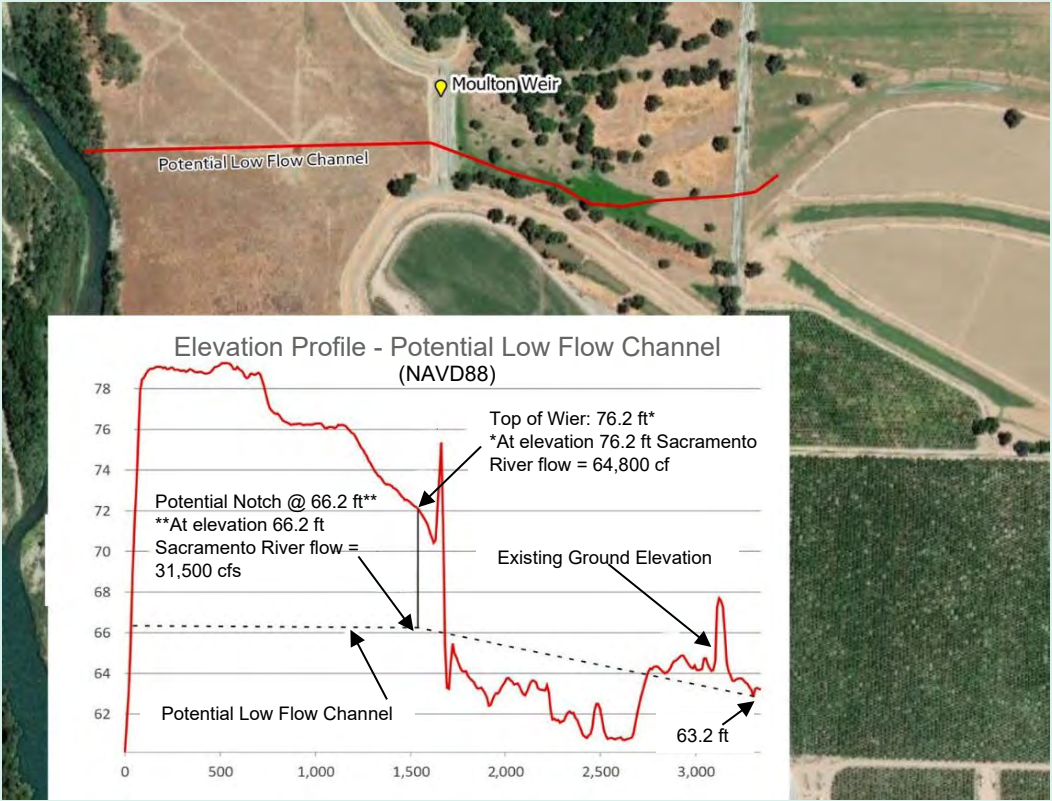 Moulton Weir
Potential Low Flow Channel
Elevation Profile - Potential Low Flow Channel
(NAVD88)
78
76
74
72
70
68
66
64
62
Top of Wier: 76.2 ft*
*At elevation 76.2 ft Sacramento
River flow = 64,800 cf
Potential Notch @ 66.2 ft**
**At elevation 66.2 ft
Sacramento River flow =
31,500 cfs
Existing Ground Elevation
Potential Low Flow Channel
63.2 ft
0
500
1,000
1,500
2,000
2,500
3,000